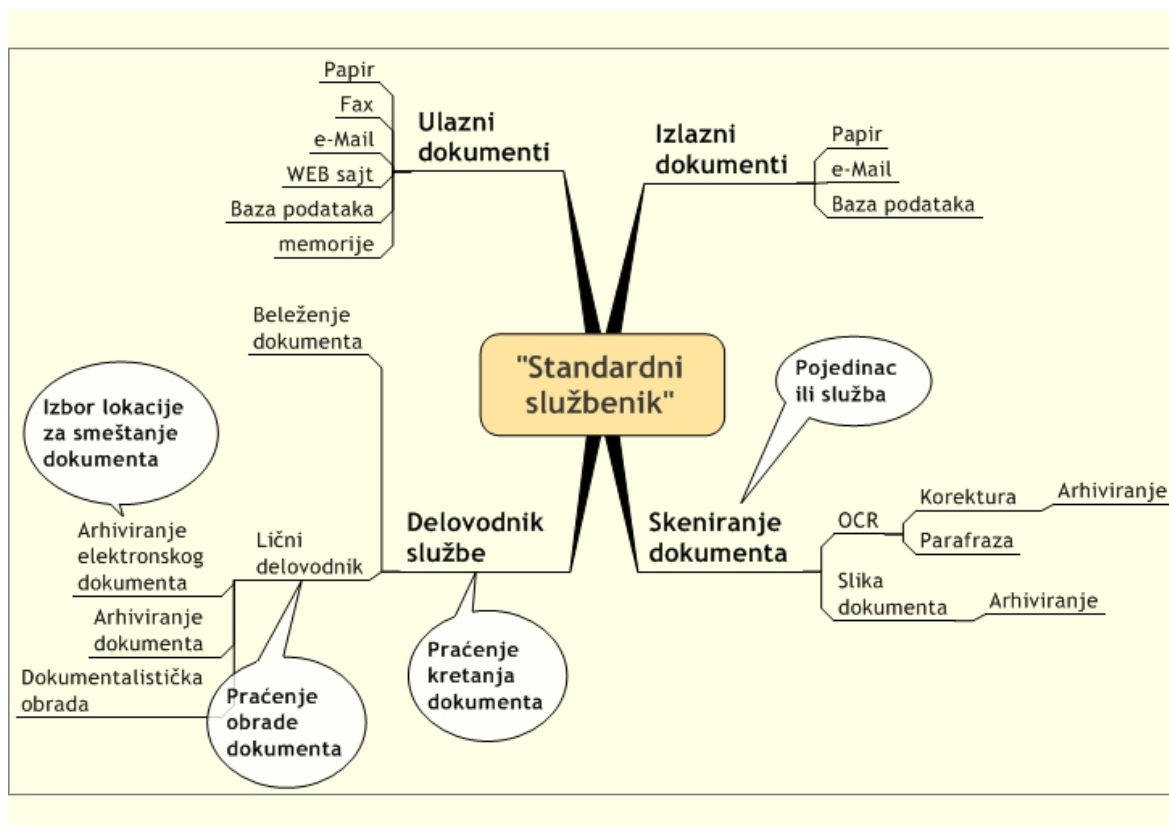 Papir
Fax
e-Mail
WEB sajt
Baza podataka
memorije
Ulazni
dokumenti
Izlazni
dokumenti
Papir
e-Mail
Baza podataka
"Standardni
službenik"
Pojedinac
ili služba
Beleženje
dokumenta
Izbor lokacije
za smeštanje
dokumenta
Delovodnik
službe
Lični
delovodnik
Arhiviranje
elektronskog
dokumenta
Arhiviranje
dokumenta
Dokumentalistička
obrada
Praćenje
obrade
dokumenta
Praćenje
kretanja
dokumenta
Skeniranje
dokumenta
OCR
Korektura
Arhiviranje
Parafraza
Slika
dokumenta
Arhiviranje